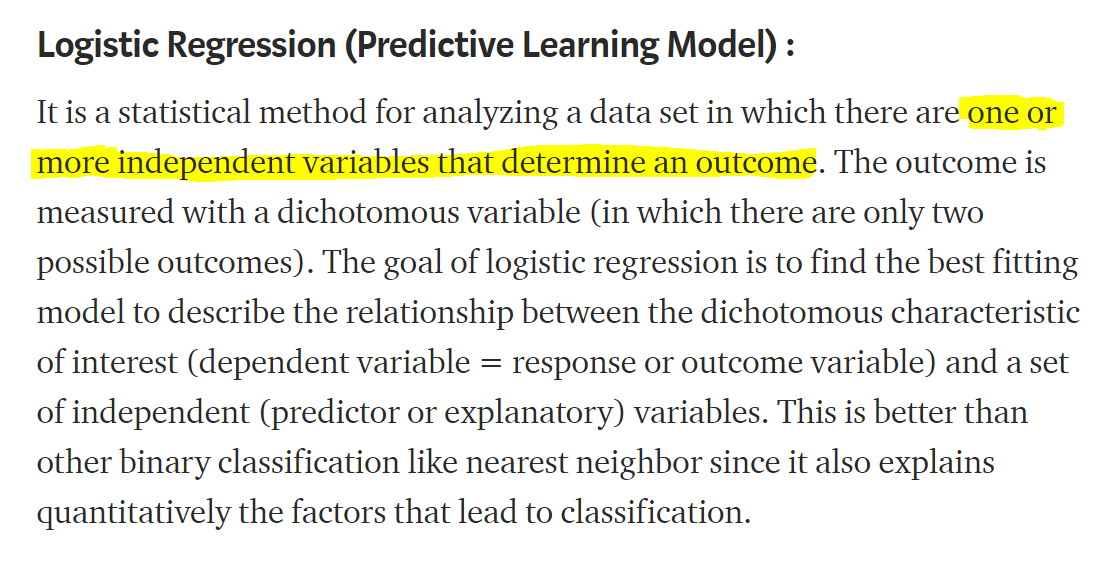 Logistic Regression (Predictive Learning Model) :
It is a statistical method for analyzing a data set in which there are one or
more independent variables that determine an outcome. The outcome is
measured with a dichotomous variable (in which there are only two
possible outcomes). The goal of logistic regression is to find the best fitting
model to describe the relationship between the dichotomous characteristic
of interest (dependent variable = response or outcome variable) and a set
of independent (predictor or explanatory) variables. This is better than
other binary classification like nearest neighbor since it also explains
quantitatively the factors that lead to classification.